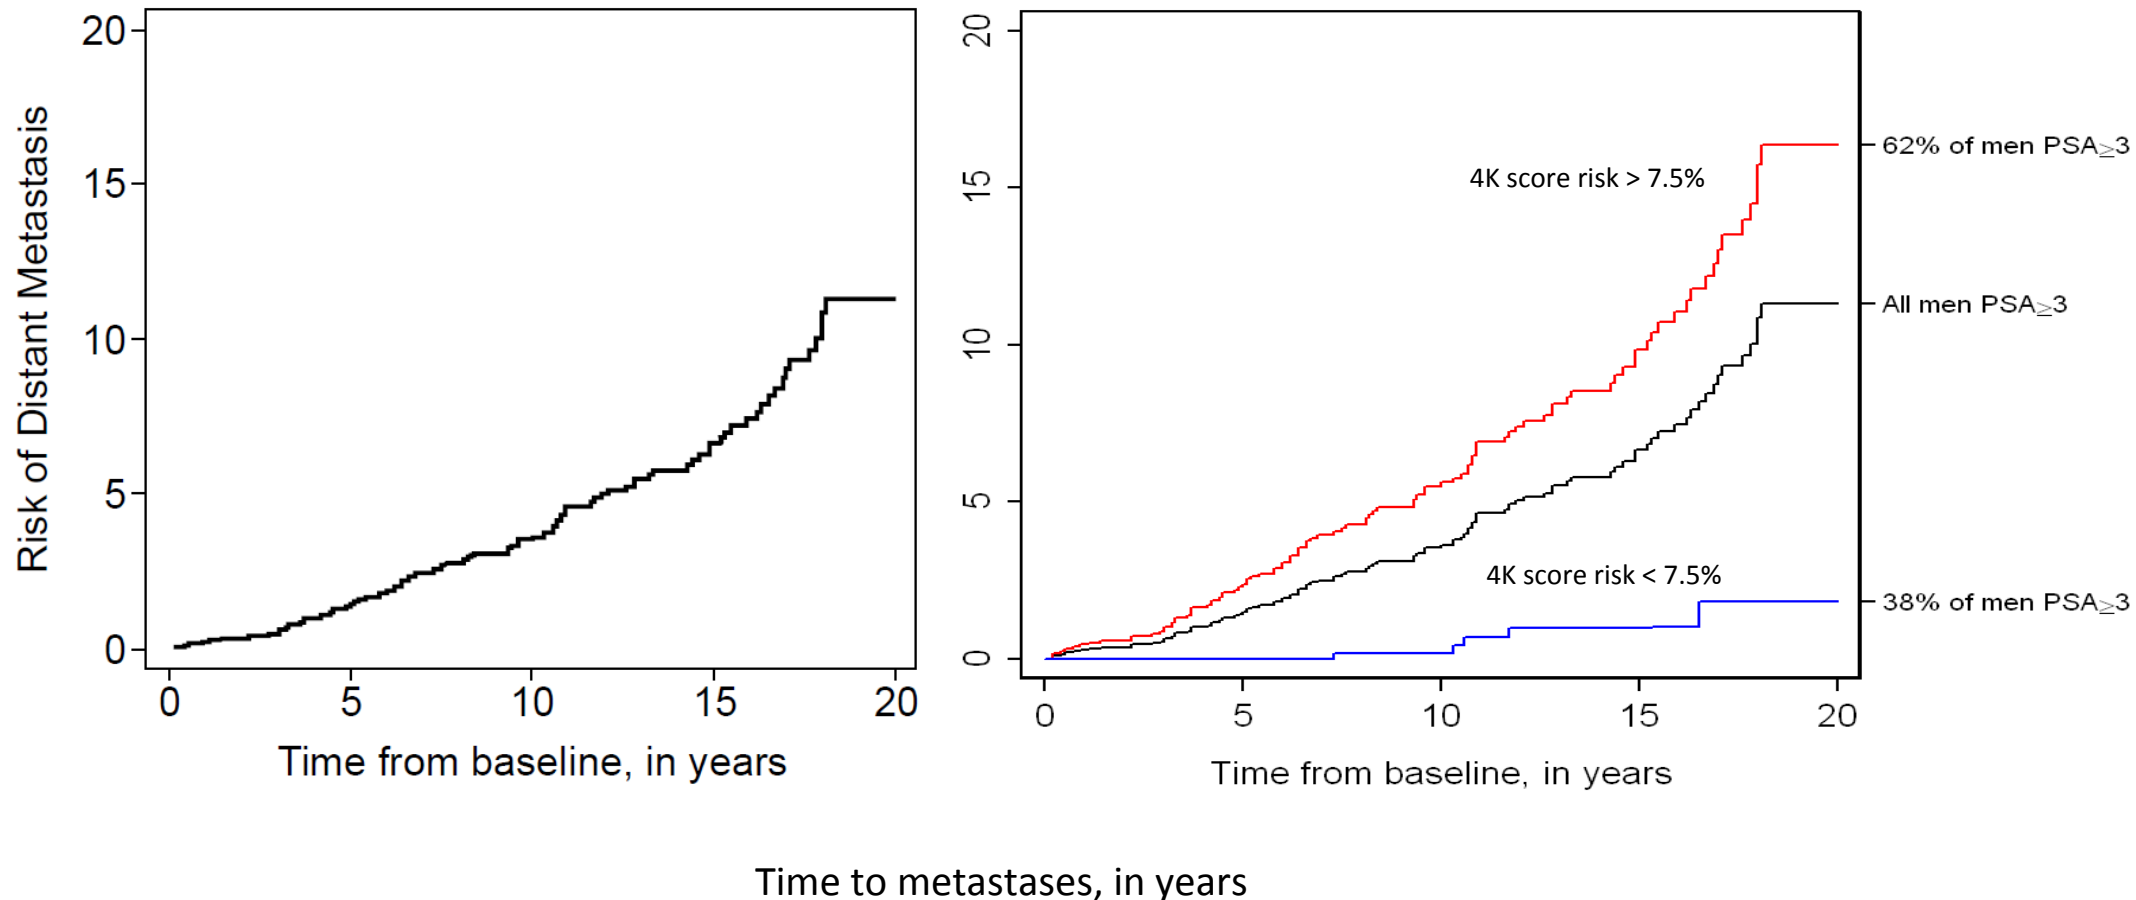 Risk of Distant Metastasis
20
15
10
5
0
0 5 10 15 20
Time from baseline, in years
20
15
10
5
0
4K score risk > 7.5%
4K score risk < 7.5%
62% of men PSA≥3
All men PSA≥3
38% of men PSA≥3
0 5 10 15 20
Time from baseline, in years
Time to metastases, in years